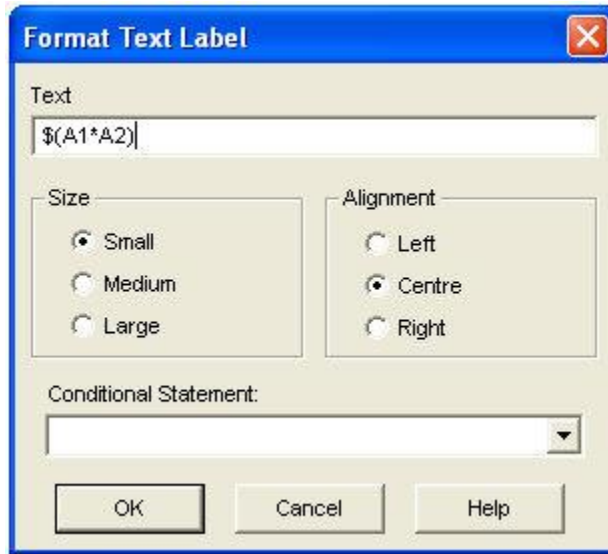 Format Text Label
Text
$(A1*A2)
Size
Alignment
Small
Left
Medium
Centre
Large
Right
Conditional Statement:
OK
Cancel
Help